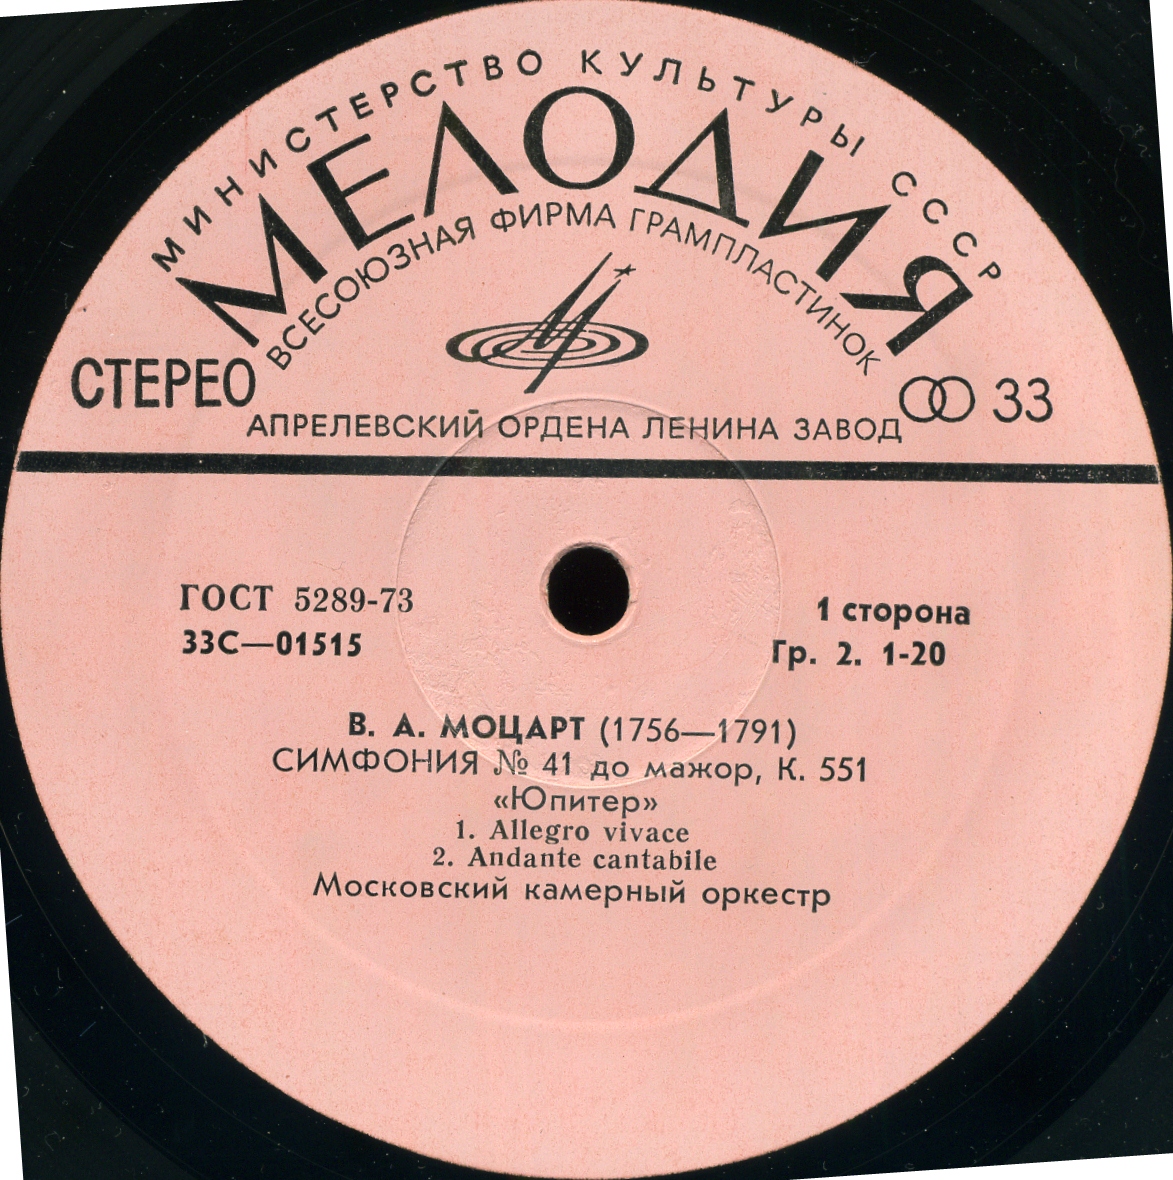 МИНИСТЕРСТВО КУЛЬТУРЫ СССР
МЕЛОДИЯ
ВСЕСОЮЗНАЯ ФИРМА ГРАМПЛАСТИНОК
СТЕРЕО
33
АПРЕЛЕВСКИЙ ОРДЕНА ЛЕНИНА ЗАВОД
ГОСТ 5289-73
1 сторона
33С—01515
Гр. 2. 1-20
В. А. МОЦАРТ (1756—1791)
СИМФОНИЯ № 41 до мажор, К. 551
«Юпитер»
1. Allegro vivace
2. Andante cantabile
Московский камерный оркестр